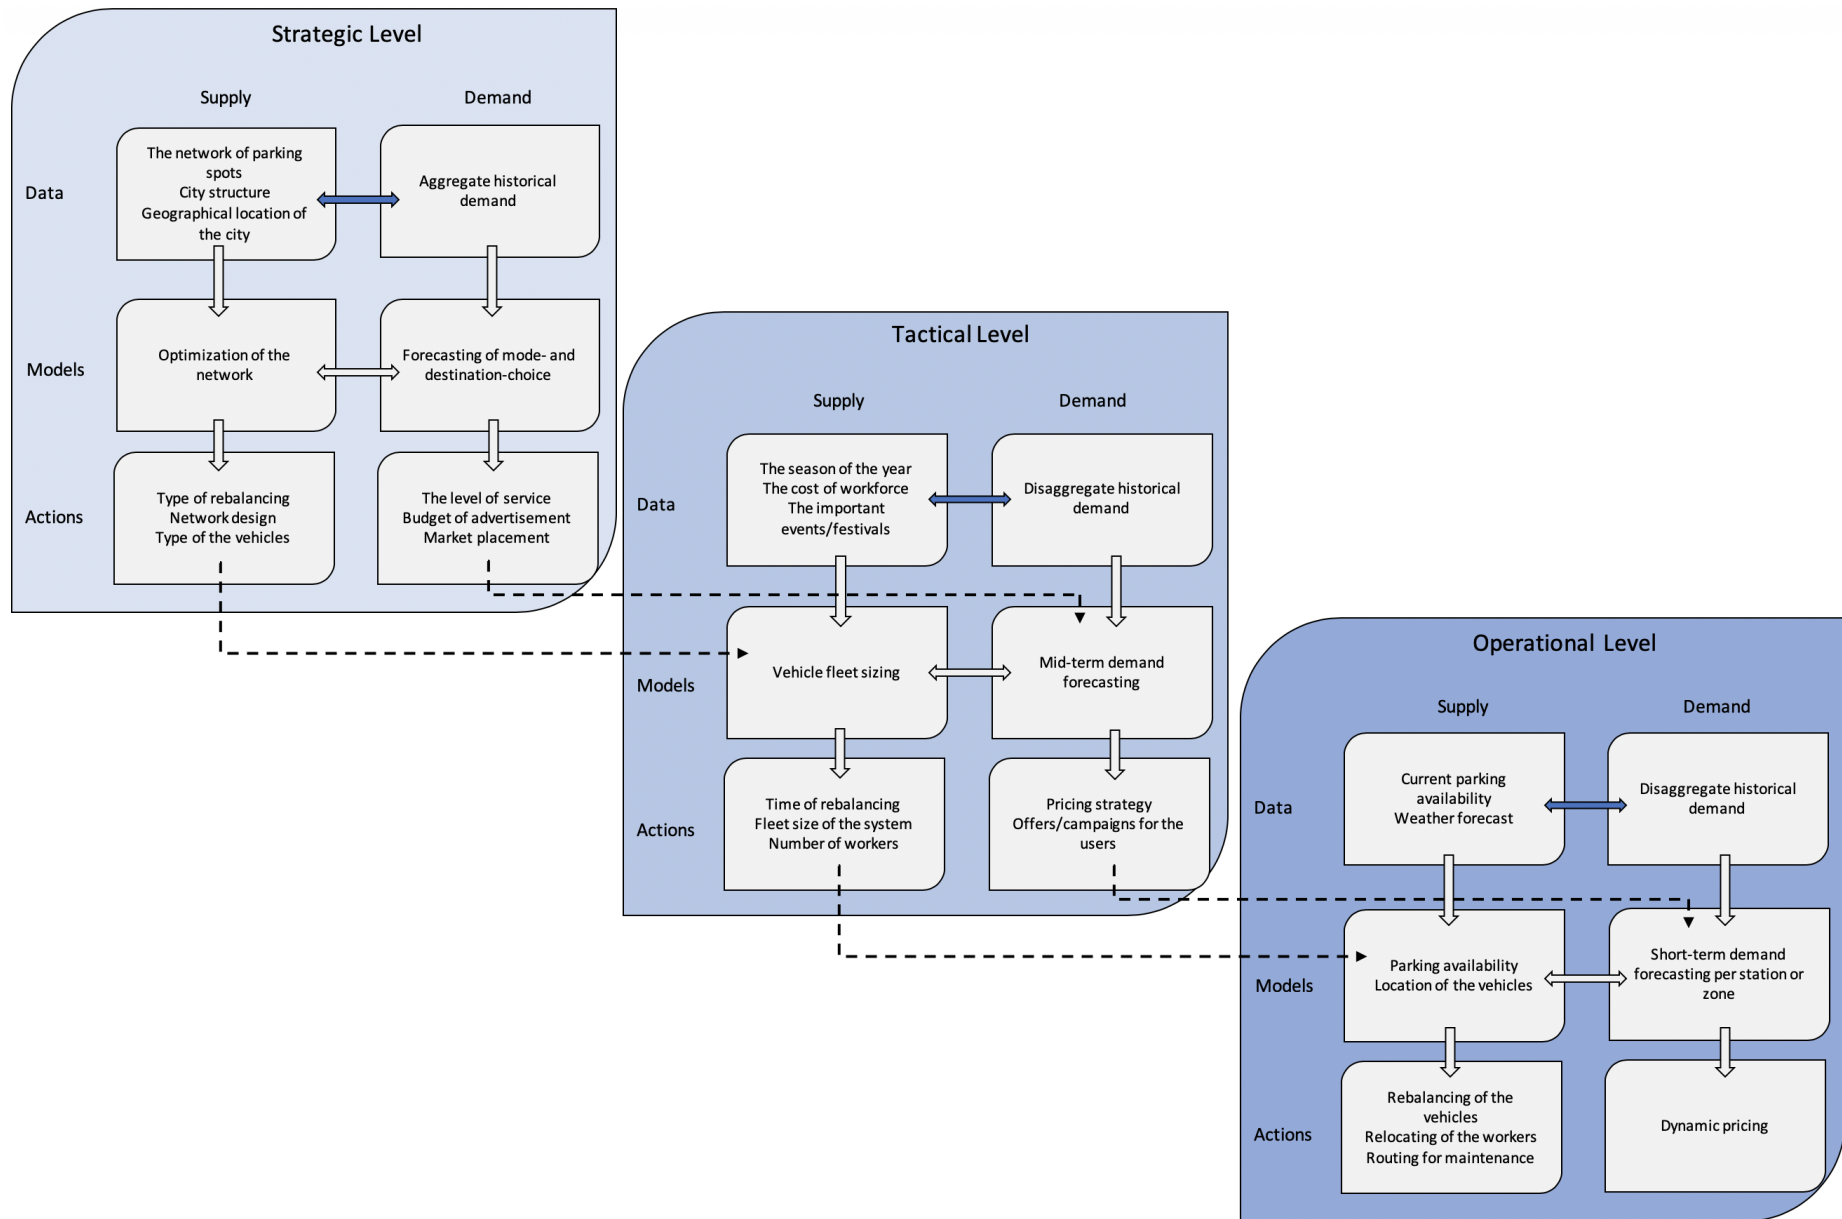 Strategic Level
Supply
Demand
Data
The network of parking
spots
City structure
Geographical location of
the city
Aggregate historical
demand
Models
Optimization of the
network
Forecasting of mode- and
destination-choice
Actions
Type of rebalancing
Network design
Type of the vehicles
The level of service
Budget of advertisement
Market placement
Tactical Level
Supply
Demand
Data
The season of the year
The cost of workforce
The important
events/festivals
Disaggregate historical
demand
Models
Vehicle fleet sizing
Mid-term demand
forecasting
Actions
Time of rebalancing
Fleet size of the system
Number of workers
Pricing strategy
Offers/campaigns for the
users
Operational Level
Supply
Demand
Data
Current parking
availability
Weather forecast
Disaggregate historical
demand
Models
Parking availability
Location of the vehicles
Short-term demand
forecasting per station or
zone
Actions
Rebalancing of the
vehicles
Relocating of the workers
Routing for maintenance
Dynamic pricing